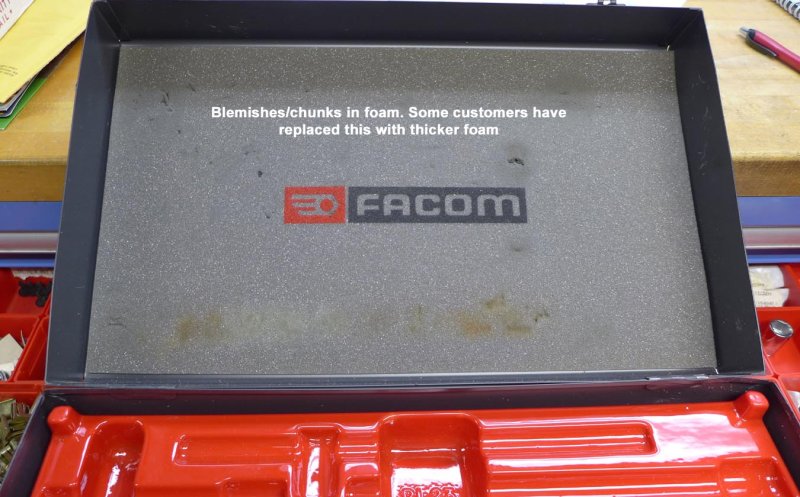 Blemishes/chunks in foam. Some customers have
replaced this with thicker foam
FACOM